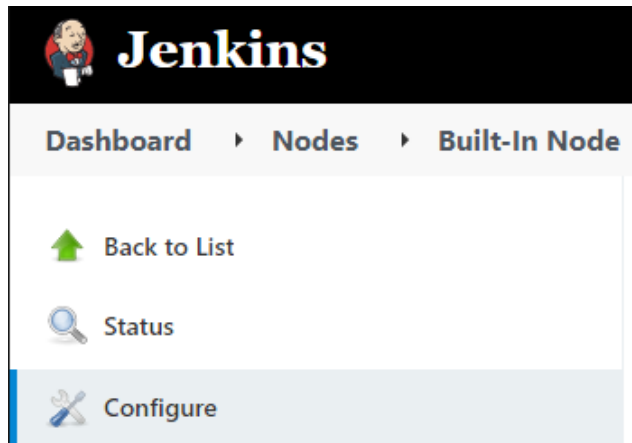 Jenkins
Dashboard Nodes Built-In Node
Back to List
Status
Configure